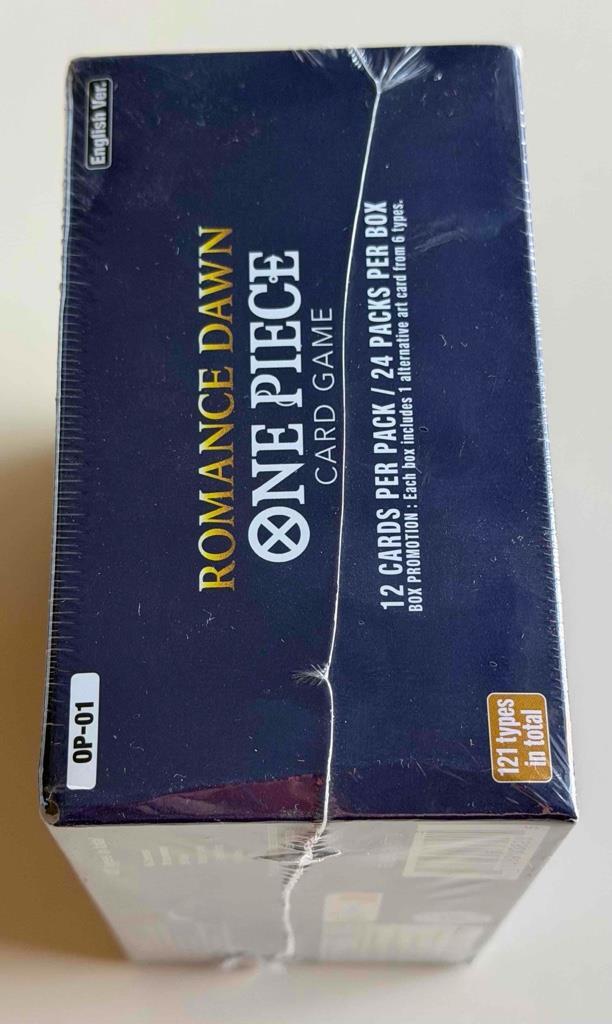 English Ver.
ROMANCE DAWN
ONE PIECE
CARD GAME
12 CARDS PER PACK / 24 PACKS PER BOX
BOX PROMOTION : Each box includes 1 alternative art card from 6 types.
OP-01
121 types
in total